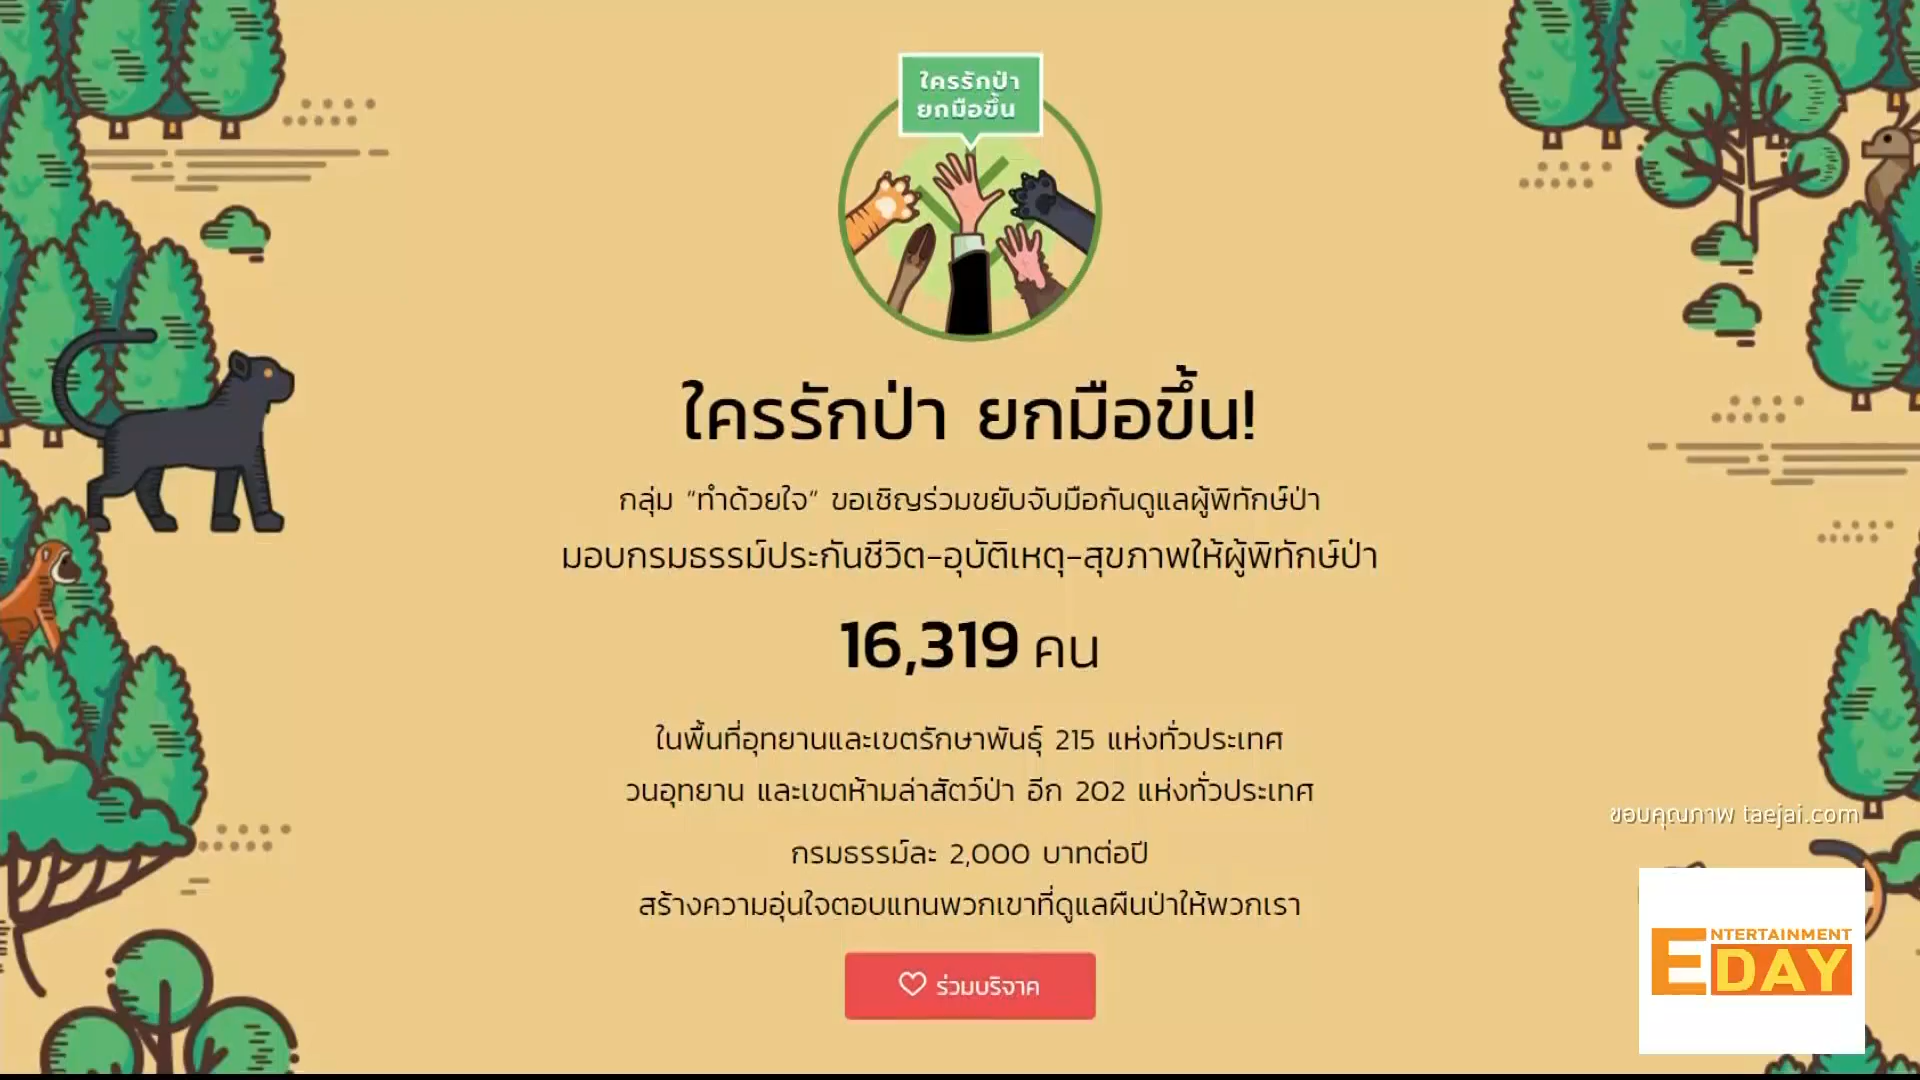 ใครรักป่า
ยกมือขึ้น
ใครรักป่า ยกมือขึ้น!
กลุ่ม “ทำด้วยใจ” ขอเชิญร่วมขยับจับมือกันดูแลผู้พิทักษ์ป่า
มอบกรมธรรม์ประกันชีวิต-อุบัติเหตุ-สุขภาพให้ผู้พิทักษ์ป่า
16,319 คน
ในพื้นที่อุทยานและเขตรักษาพันธุ์ 215 แห่งทั่วประเทศ
วนอุทยาน และเขตห้ามล่าสัตว์ป่า อีก 202 แห่งทั่วประเทศ
กรมธรรม์ละ 2,000 บาทต่อปี
สร้างความอุ่นใจตอบแทนพวกเขาที่ดูแลผืนป่าให้พวกเรา
ร่วมบริจาค
ขอบคุณภาพ taejai.com
ENTERTAINMENT
DAY